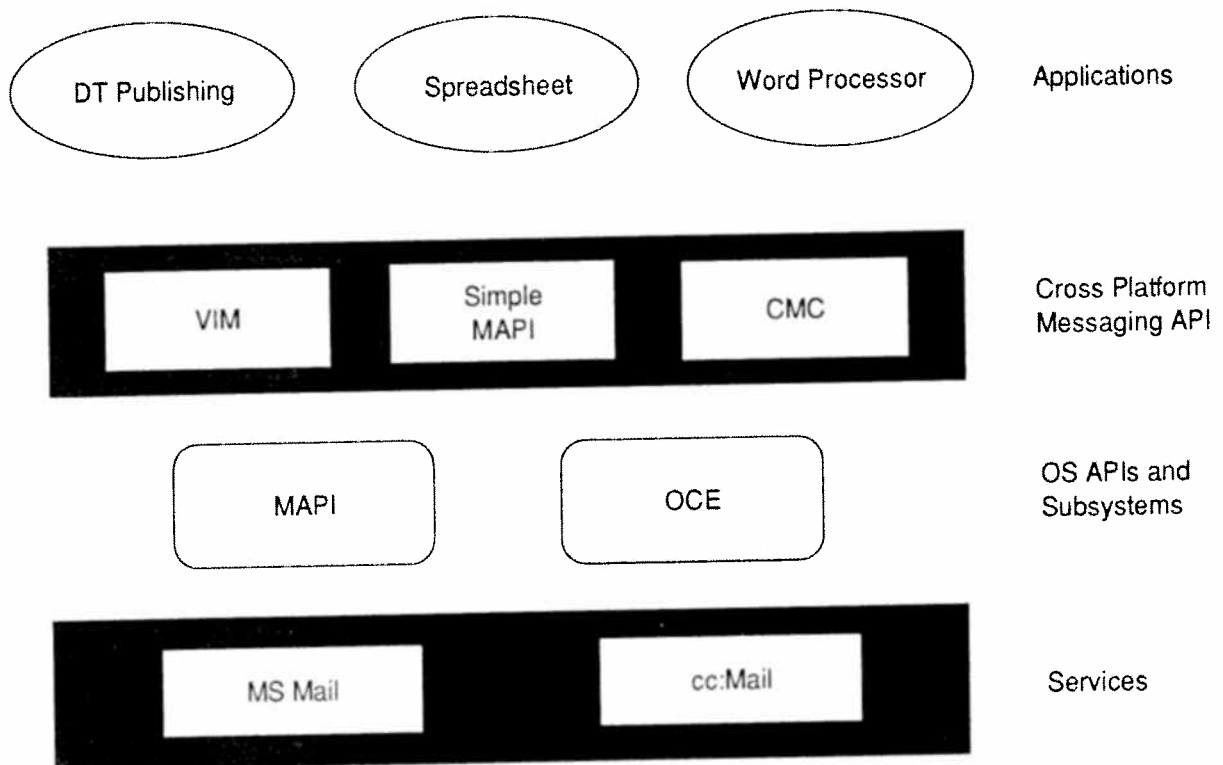 DT Publishing
Spreadsheet
Word Processor
Applications
VIM
Simple
MAPI
CMC
Cross Platform
Messaging API
MAPI
OCE
OS APIs and
Subsystems
MS Mail
cc:Mail
Services